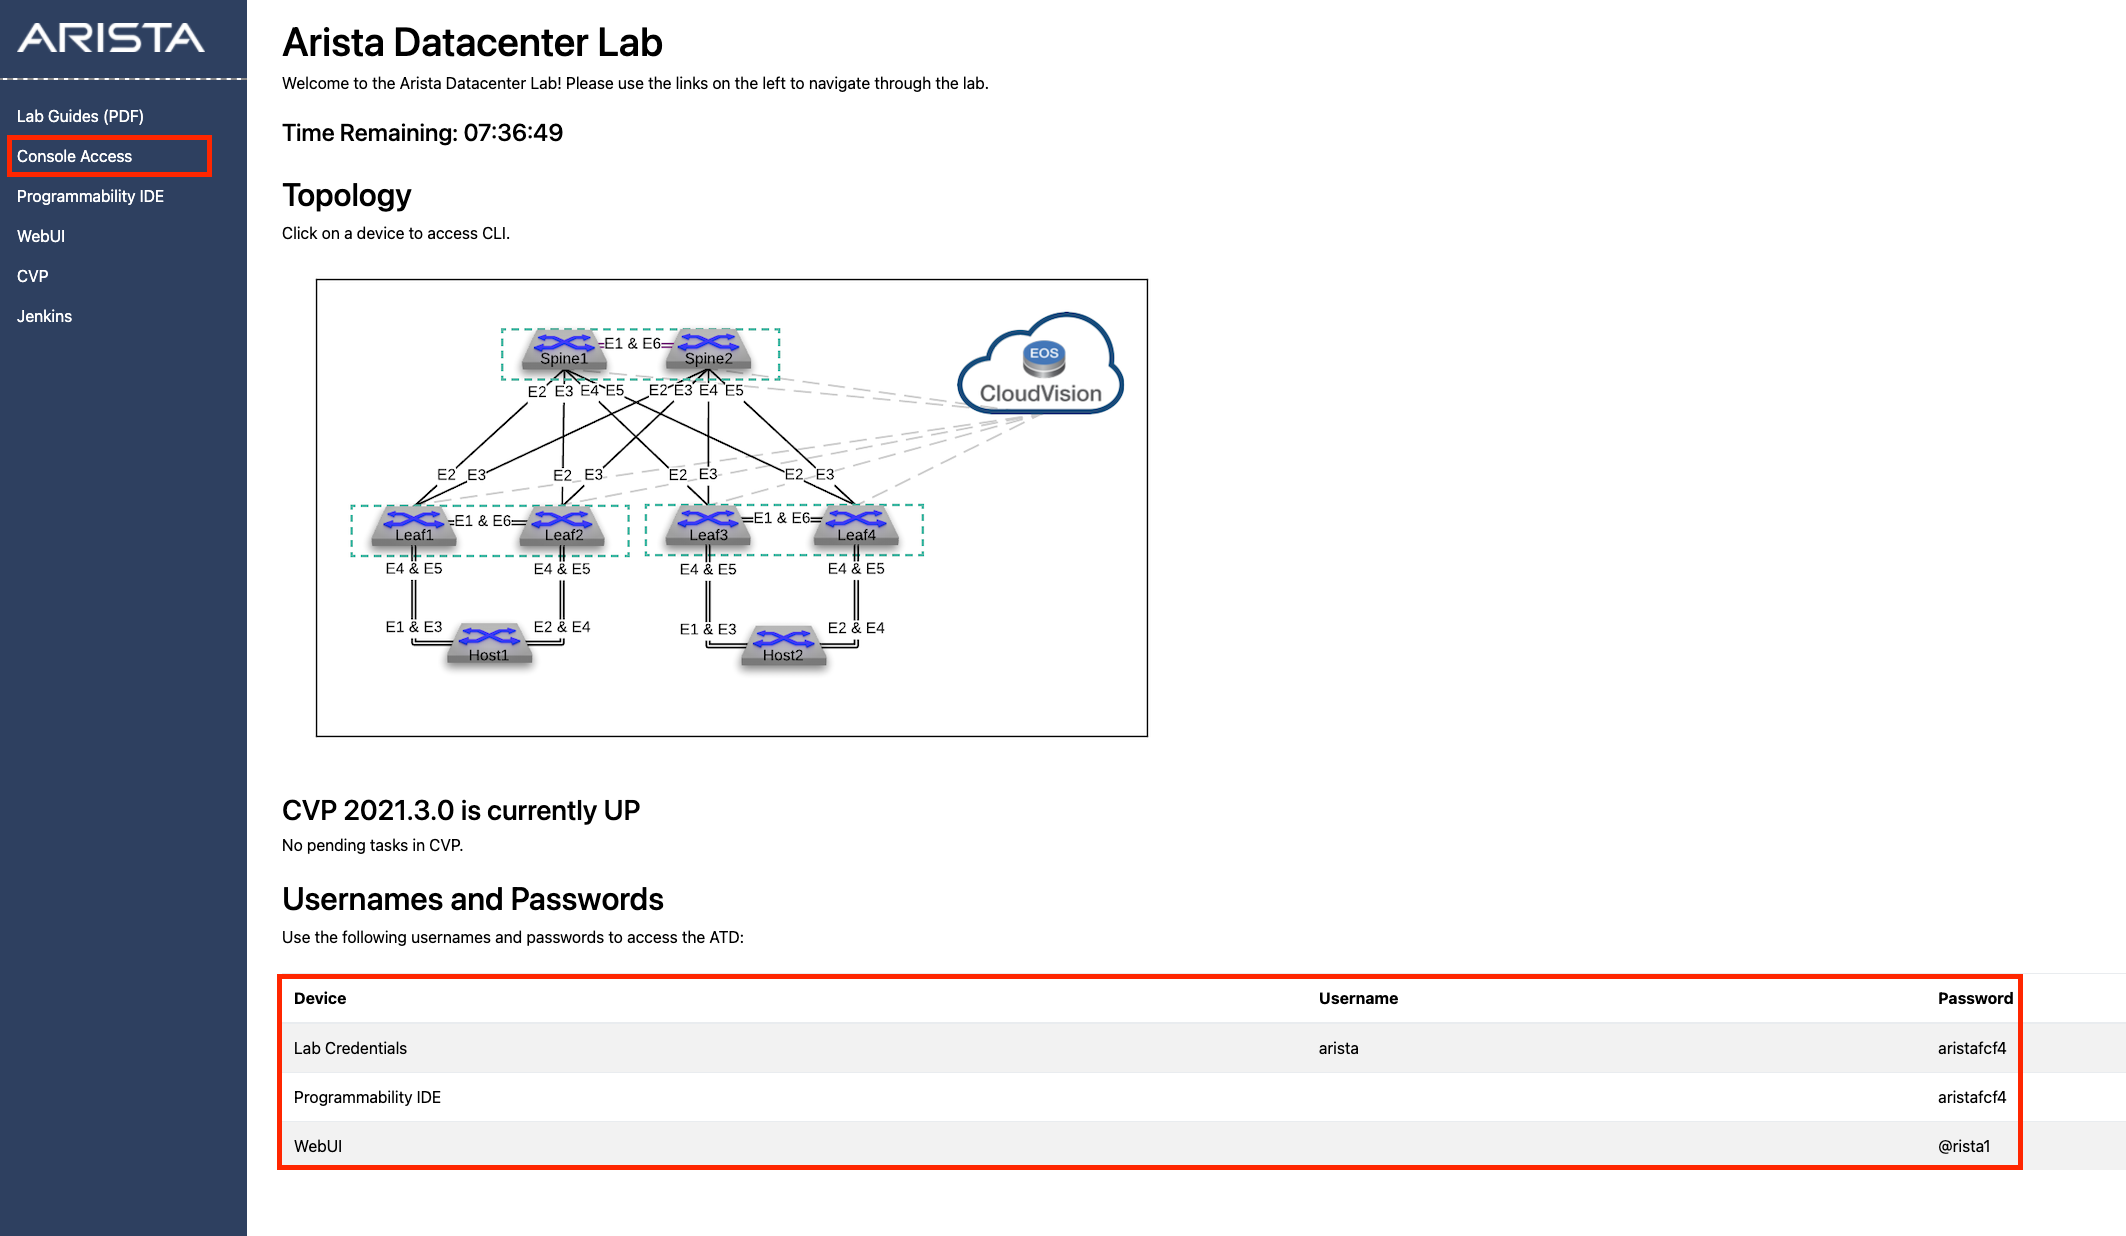 ARISTA
Lab Guides (PDF)
Console Access
Programmability IDE
WebUI
CVP
Jenkins
Arista Datacenter Lab
Welcome to the Arista Datacenter Lab! Please use the links on the left to navigate through the lab.
Time Remaining: 07:36:49
Topology
Click on a device to access CLI.
Spine1 E1 & E6 Spine2
EOS
CloudVision
E2 E3 E4 E5 E2 E3 E4 E5
E2 E3 E2 E3 E2 E3 E2 E3
Leaf1 E1 & E6 Leaf2 Leaf3 E1 & E6 Leaf4
E4 & E5 E4 & E5 E4 & E5 E4 & E5
E1 & E3 E2 & E4 E1 & E3 E2 & E4
Host1 Host2
CVP 2021.3.0 is currently UP
No pending tasks in CVP.
Usernames and Passwords
Use the following usernames and passwords to access the ATD:
Device Username Password
Lab Credentials arista aristafcf4
Programmability IDE aristafcf4
WebUI @rista1